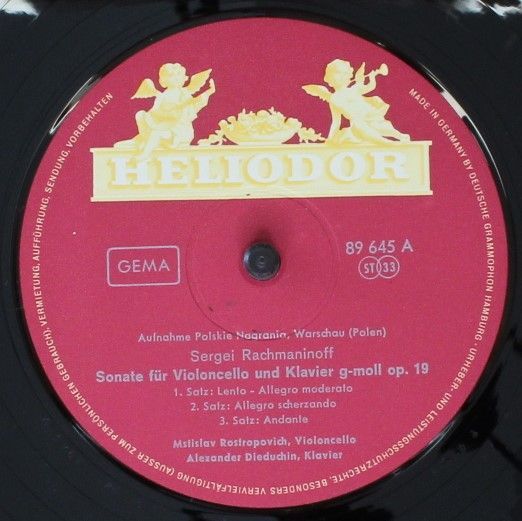 HELIODOR
GEMA
89 645 A
ST 33
Aufnahme Polskie Nagrania, Warschau (Polen)
Sergei Rachmaninoff
Sonate für Violoncello und Klavier g-moll op. 19
1. Satz: Lento - Allegro moderato
2. Satz: Allegro scherzando
3. Satz: Andante
Mstislav Rostropovich, Violoncello
Alexander Dieduchin, Klavier
MADE IN GERMANY BY DEUTSCHE GRAMMOPHON HAMBURG · URHEBER- UND LEISTUNGSSCHUTZRECHTE, BESONDERS VERVIELFÄLTIGUNG (AUSSER ZUM PERSÖNLICHEN GEBRAUCH), VERMIETUNG, AUFFÜHRUNG, SENDUNG, VORBEHALTEN